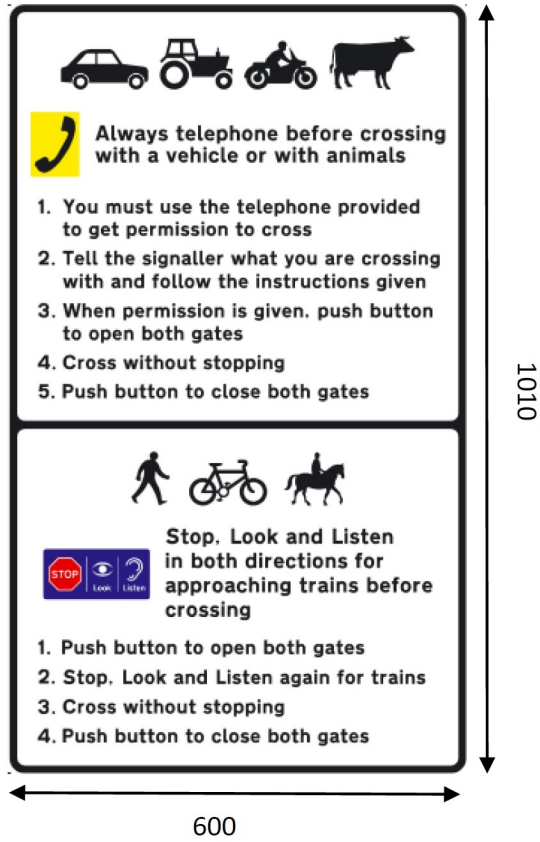 Always telephone before crossing
with a vehicle or with animals
1. You must use the telephone provided
to get permission to cross
2. Tell the signaller what you are crossing
with and follow the instructions given
3. When permission is given, push button
to open both gates
4. Cross without stopping
5. Push button to close both gates
Stop, Look and Listen
in both directions for
approaching trains before
crossing
STOP Look Listen
1. Push button to open both gates
2. Stop, Look and Listen again for trains
3. Cross without stopping
4. Push button to close both gates
1010
600